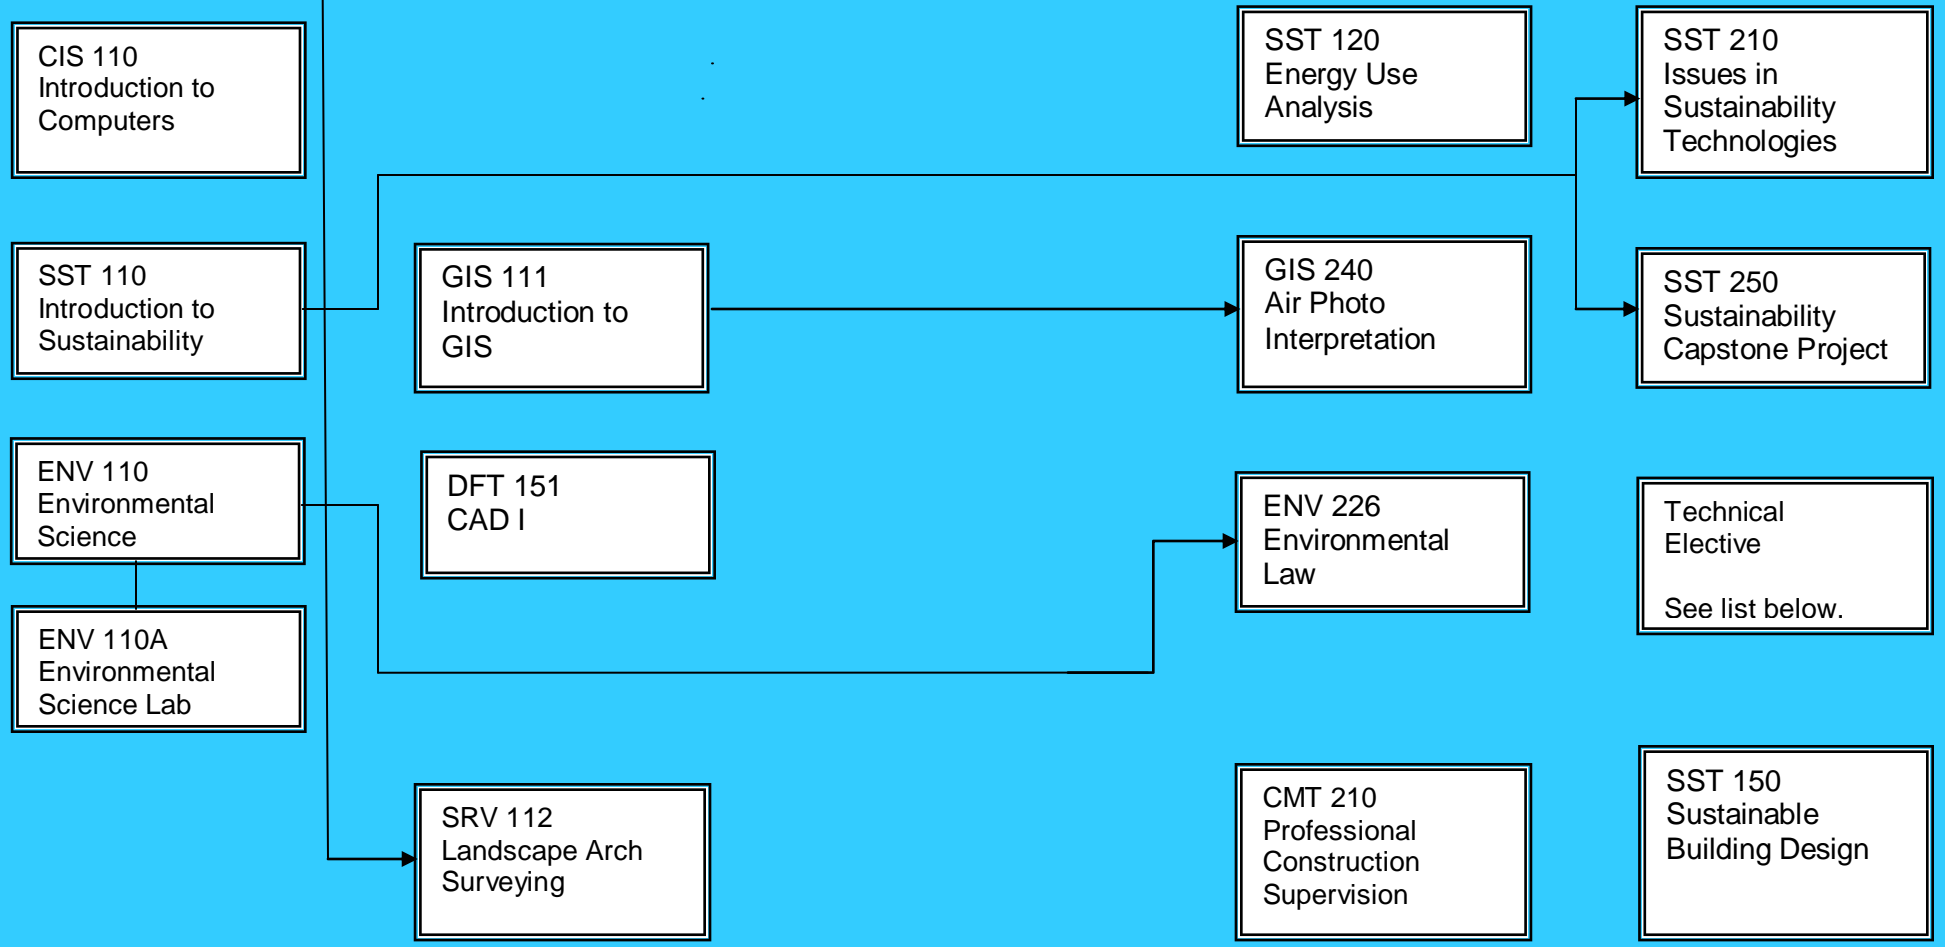 CIS 110
Introduction to
Computers
SST 110
Introduction to
Sustainability
ENV 110
Environmental
Science
ENV 110A
Environmental
Science Lab
GIS 111
Introduction to
GIS
DFT 151
CAD I
SRV 112
Landscape Arch
Surveying
SST 120
Energy Use
Analysis
GIS 240
Air Photo
Interpretation
ENV 226
Environmental
Law
CMT 210
Professional
Construction
Supervision
SST 210
Issues in
Sustainability
Technologies
SST 250
Sustainability
Capstone Project
Technical
Elective
See list below.
SST 150
Sustainable
Building Design